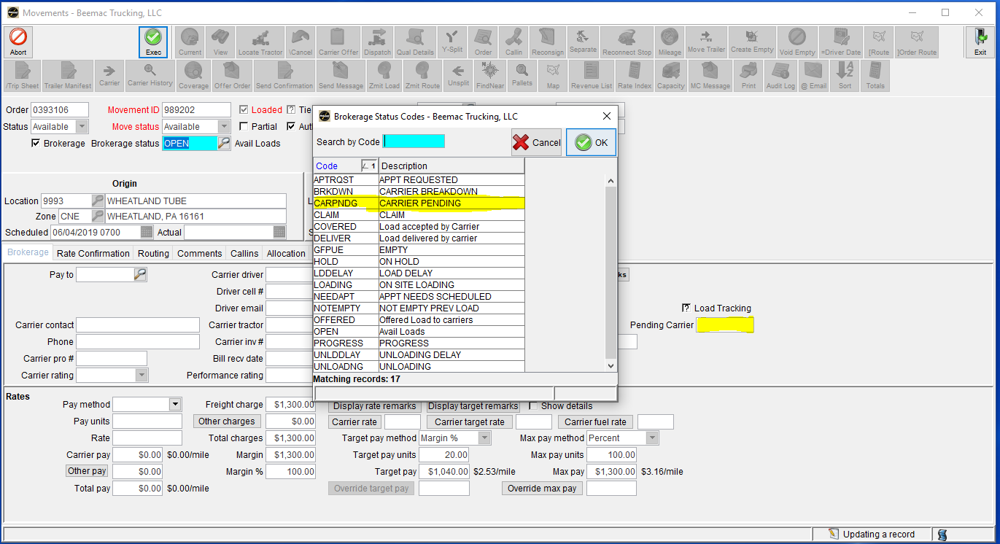 Movements - Beemac Trucking, LLC
Abort
Exec
Current
View
Locate Tractor
\Cancel
Carrier Offer
Dispatch
Qual Details
Y-Split
Order
Callin
Reconsign
Separate
Reconnect Stop
Mileage
Move Trailer
Create Empty
Void Empty
=Driver Date
[Route
]Order Route
Exit
/Trip Sheet
Trailer Manifest
Carrier
Carrier History
Coverage
Offer Order
Send Confirmation
Send Message
Zmit Load
Zmit Route
Unsplit
FindNear
Pallets
Map
Revenue List
Rate Index
Capacity
MC Message
Print
Audit Log
@ Email
Sort
Totals
Order 0393106 Movement ID 989202 Loaded ? Tie
Status Available Move status Available Partial
Brokerage Brokerage status OPEN Avail Loads
Origin
Location 9993 WHEATLAND TUBE
Zone CNE WHEATLAND, PA 16161
Scheduled 06/04/2019 0700 Actual
Brokerage Rate Confirmation Routing Comments Callins Allocation
Pay to
Carrier driver
Driver cell #
Driver email
Carrier contact
Carrier tractor
Phone
Carrier inv #
Carrier pro #
Bill recv date
Carrier rating
Performance rating
? Load Tracking
Pending Carrier
Brokerage Status Codes - Beemac Trucking, LLC
Search by Code
Cancel
OK
Code 1 Description
APTRQST APPT REQUESTED
BRKDWN CARRIER BREAKDOWN
CARPNDG CARRIER PENDING
CLAIM CLAIM
COVERED Load accepted by Carrier
DELIVER Load delivered by carrier
GFPUE EMPTY
HOLD ON HOLD
LDDELAY LOAD DELAY
LOADING ON SITE LOADING
NEEDAPT APPT NEEDS SCHEDULED
NOTEMPTY NOT EMPTY PREV LOAD
OFFERED Offered Load to carriers
OPEN Avail Loads
PROGRESS PROGRESS
UNLDDLAY UNLOADING DELAY
UNLOADNG UNLOADING
Matching records: 17
Rates
Pay method Freight charge $1,300.00 Display rate remarks Display target remarks Show details
Pay units Other charges $0.00 Carrier rate Carrier target rate Carrier fuel rate
Rate Total charges $1,300.00 Target pay method Margin % Max pay method Percent
Carrier pay $0.00 $0.00/mile Margin $1,300.00 Target pay units 20.00 Max pay units 100.00
Other pay $0.00 Margin % 100.00 Target pay $1,040.00 $2.53/mile Max pay $1,300.00 $3.16/mile
Total pay $0.00 $0.00/mile Override target pay Override max pay
Updating a record